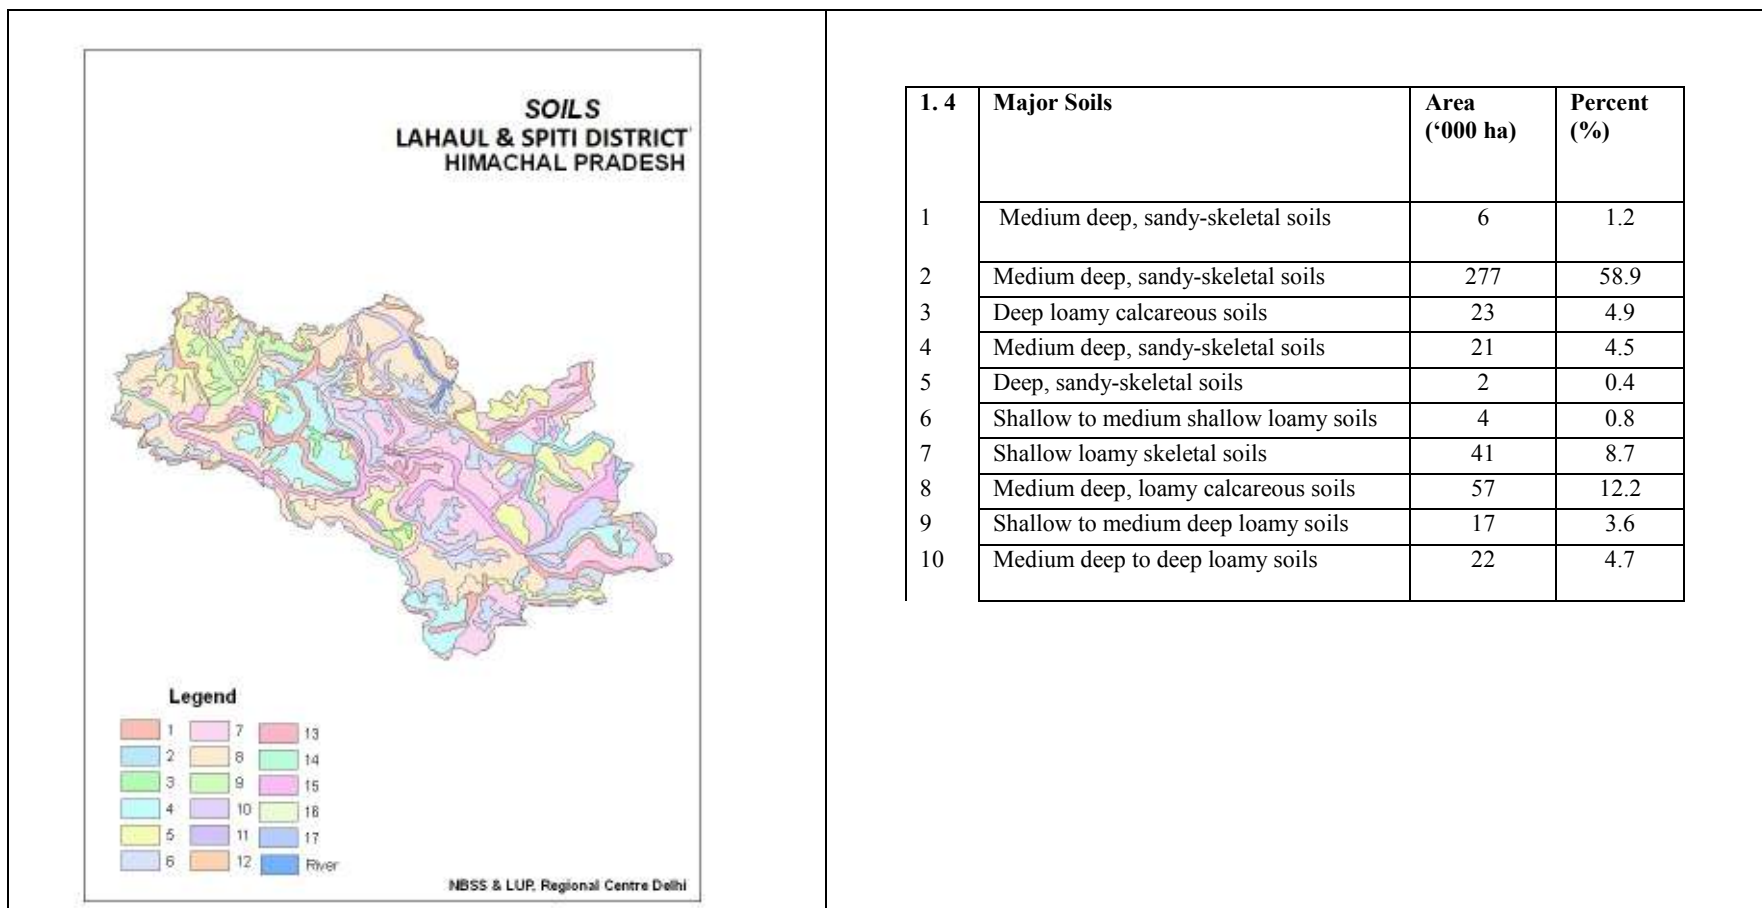 SOILS
LAHAUL & SPITI DISTRICT
HIMACHAL PRADESH
Legend
1 7 13
2 8 14
3 9 15
4 10 16
5 11 17
6 12 River
NBSS & LUP, Regional Centre Delhi
1. 4 Major Soils Area Percent
(‘000 ha) (%)
1 Medium deep, sandy-skeletal soils 6 1.2
2 Medium deep, sandy-skeletal soils 277 58.9
3 Deep loamy calcareous soils 23 4.9
4 Medium deep, sandy-skeletal soils 21 4.5
5 Deep, sandy-skeletal soils 2 0.4
6 Shallow to medium shallow loamy soils 4 0.8
7 Shallow loamy skeletal soils 41 8.7
8 Medium deep, loamy calcareous soils 57 12.2
9 Shallow to medium deep loamy soils 17 3.6
10 Medium deep to deep loamy soils 22 4.7